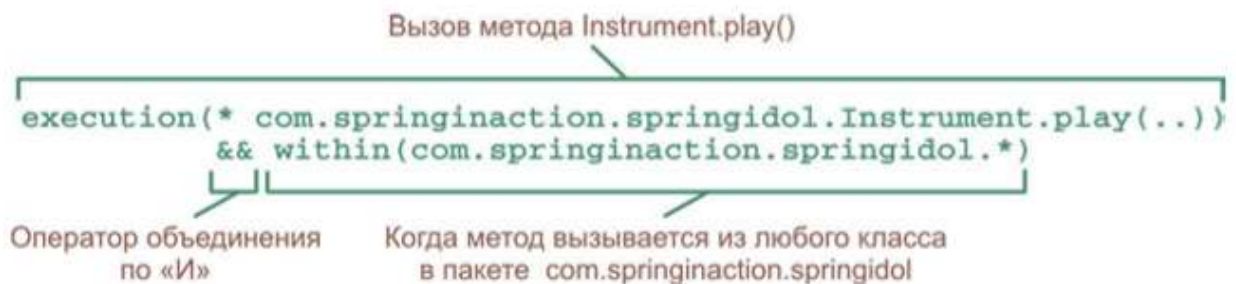 Вызов метода Instrument.play()
execution(* com.springinaction.springidol.Instrument.play(..))
&& within(com.springinaction.springidol.*)
Оператор объединения
по «И»
Когда метод вызывается из любого класса
в пакете com.springinaction.springidol